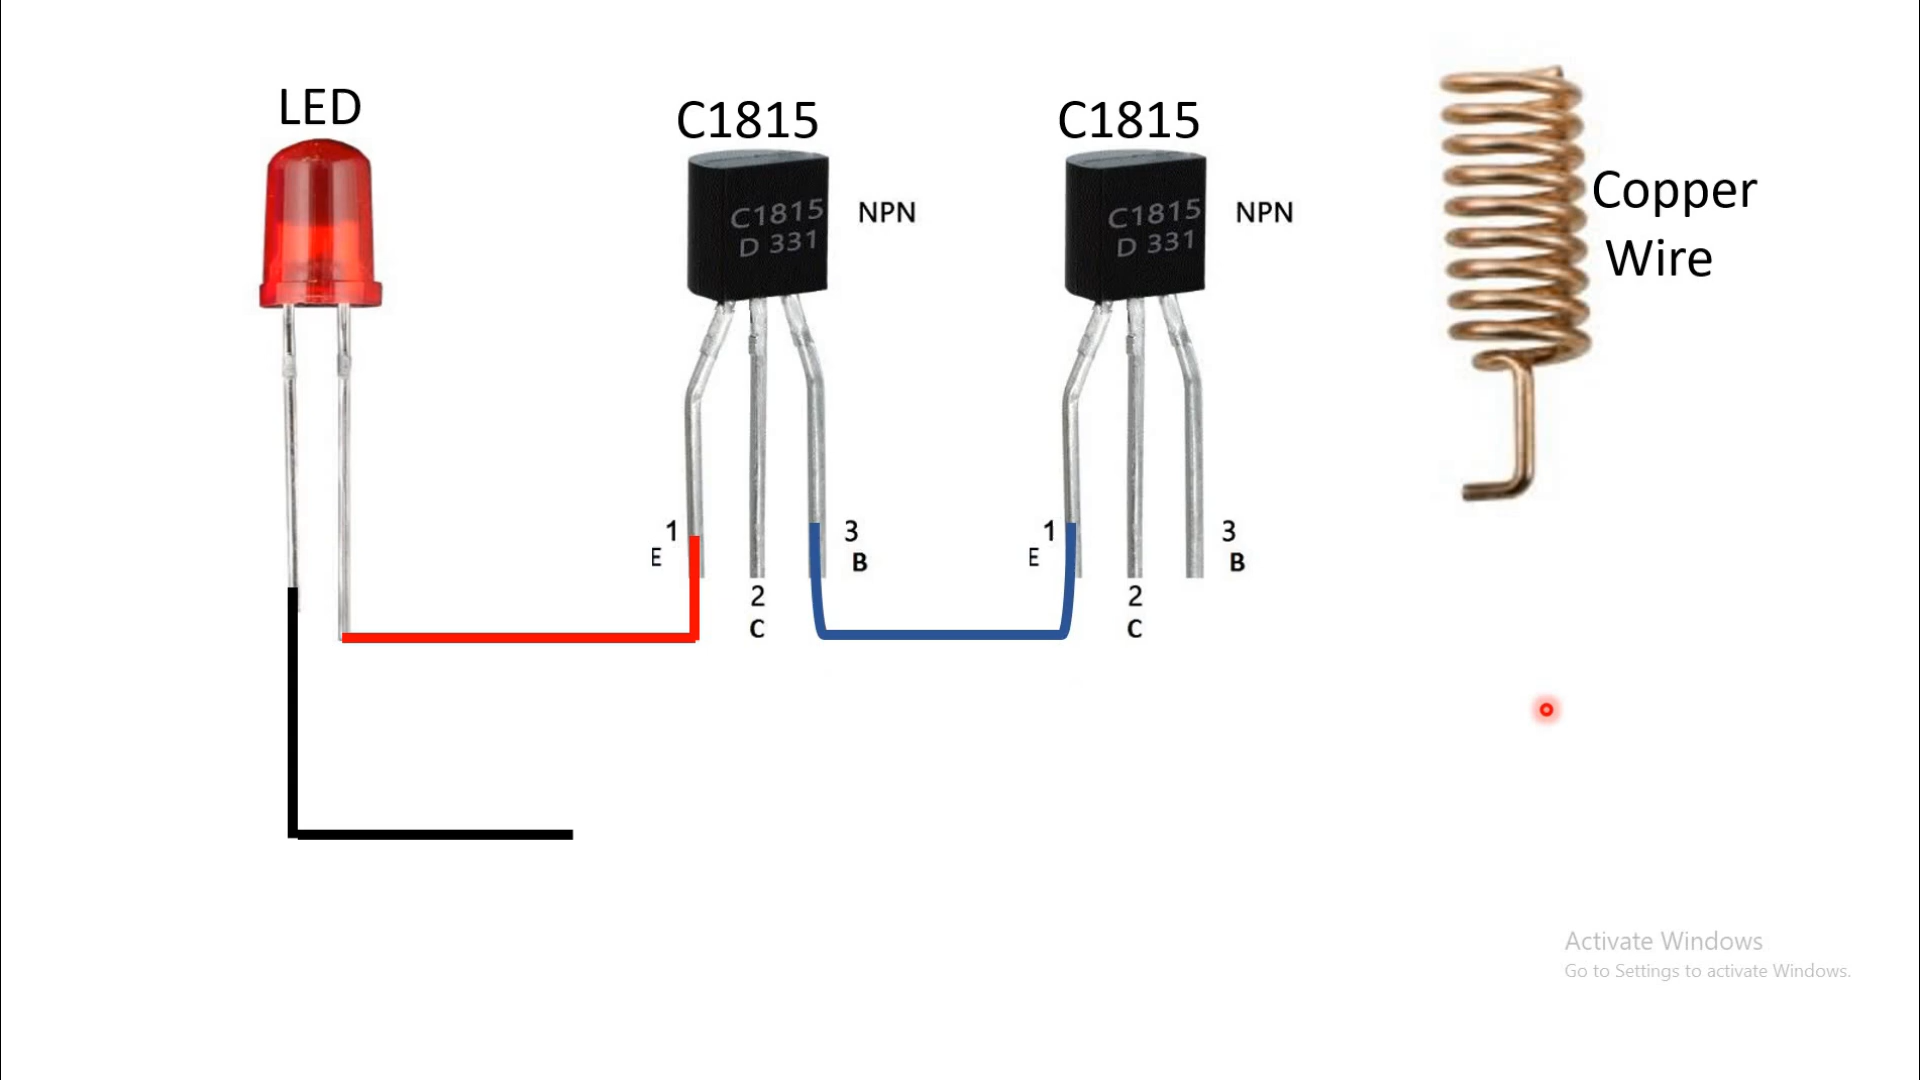 LED
C1815
C1815
C1815
D 331
NPN
C1815
D 331
NPN
Copper
Wire
1
E
2
C
3
B
1
E
2
C
3
B
Activate Windows
Go to Settings to activate Windows.